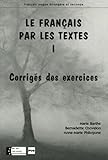 Français langue étrangère et seconde
LE FRANÇAIS
PAR LES TEXTES
I
Corrigés des exercices
Marie Barthe
Bernadette Chovelon
Anne-Marie Philogone